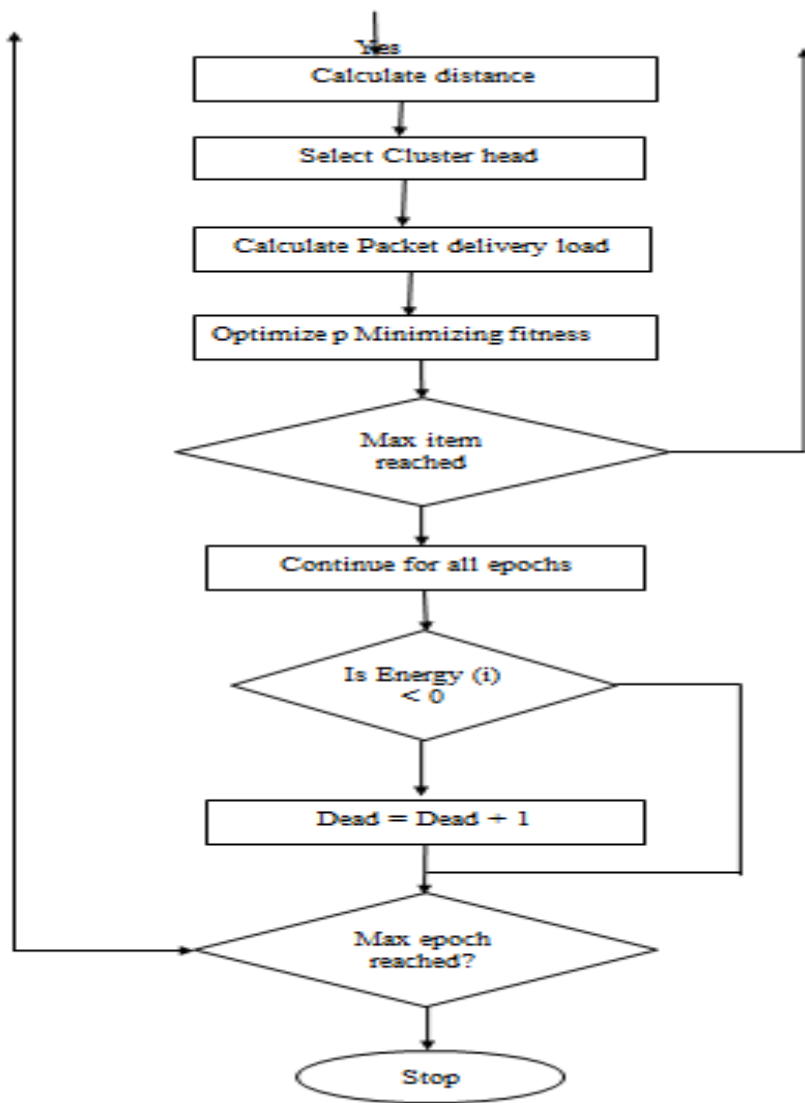 Yes
Calculate distance
Select Cluster head
Calculate Packet delivery load
Optimize p Minimizing fitness
Max item
reached
Continue for all epochs
Is Energy (i)
< 0
Dead = Dead + 1
Max epoch
reached?
Stop